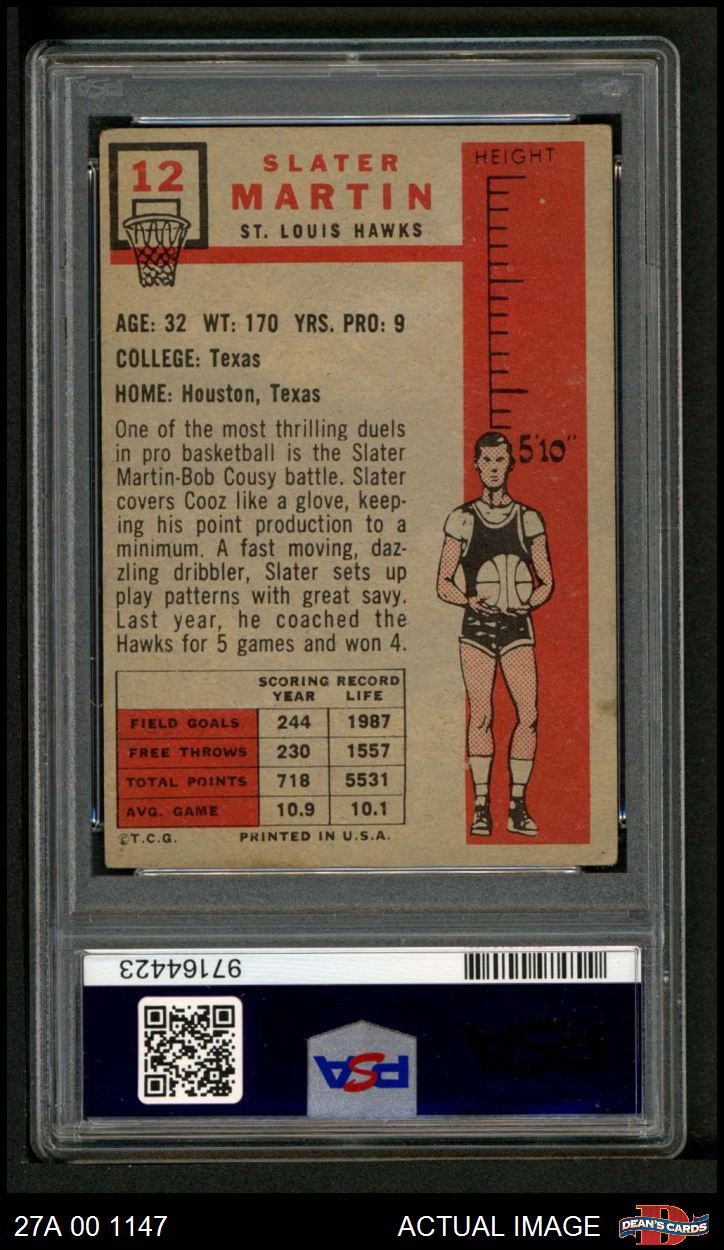 12
SLATER
MARTIN
ST. LOUIS HAWKS
HEIGHT
AGE: 32 WT: 170 YRS. PRO: 9
COLLEGE: Texas
HOME: Houston, Texas
5'10"
One of the most thrilling duels
in pro basketball is the Slater
Martin-Bob Cousy battle. Slater
covers Cooz like a glove, keep-
ing his point production to a
minimum. A fast moving, daz-
zling dribbler, Slater sets up
play patterns with great savy.
Last year, he coached the
Hawks for 5 games and won 4.
SCORING RECORD
YEAR LIFE
FIELD GOALS 244 1987
FREE THROWS 230 1557
TOTAL POINTS 718 5531
AVG. GAME 10.9 10.1
©T.C.G. PRINTED IN U.S.A.
97164423
PSA
PSA
27A 00 1147
ACTUAL IMAGE
DEAN'S CARDS